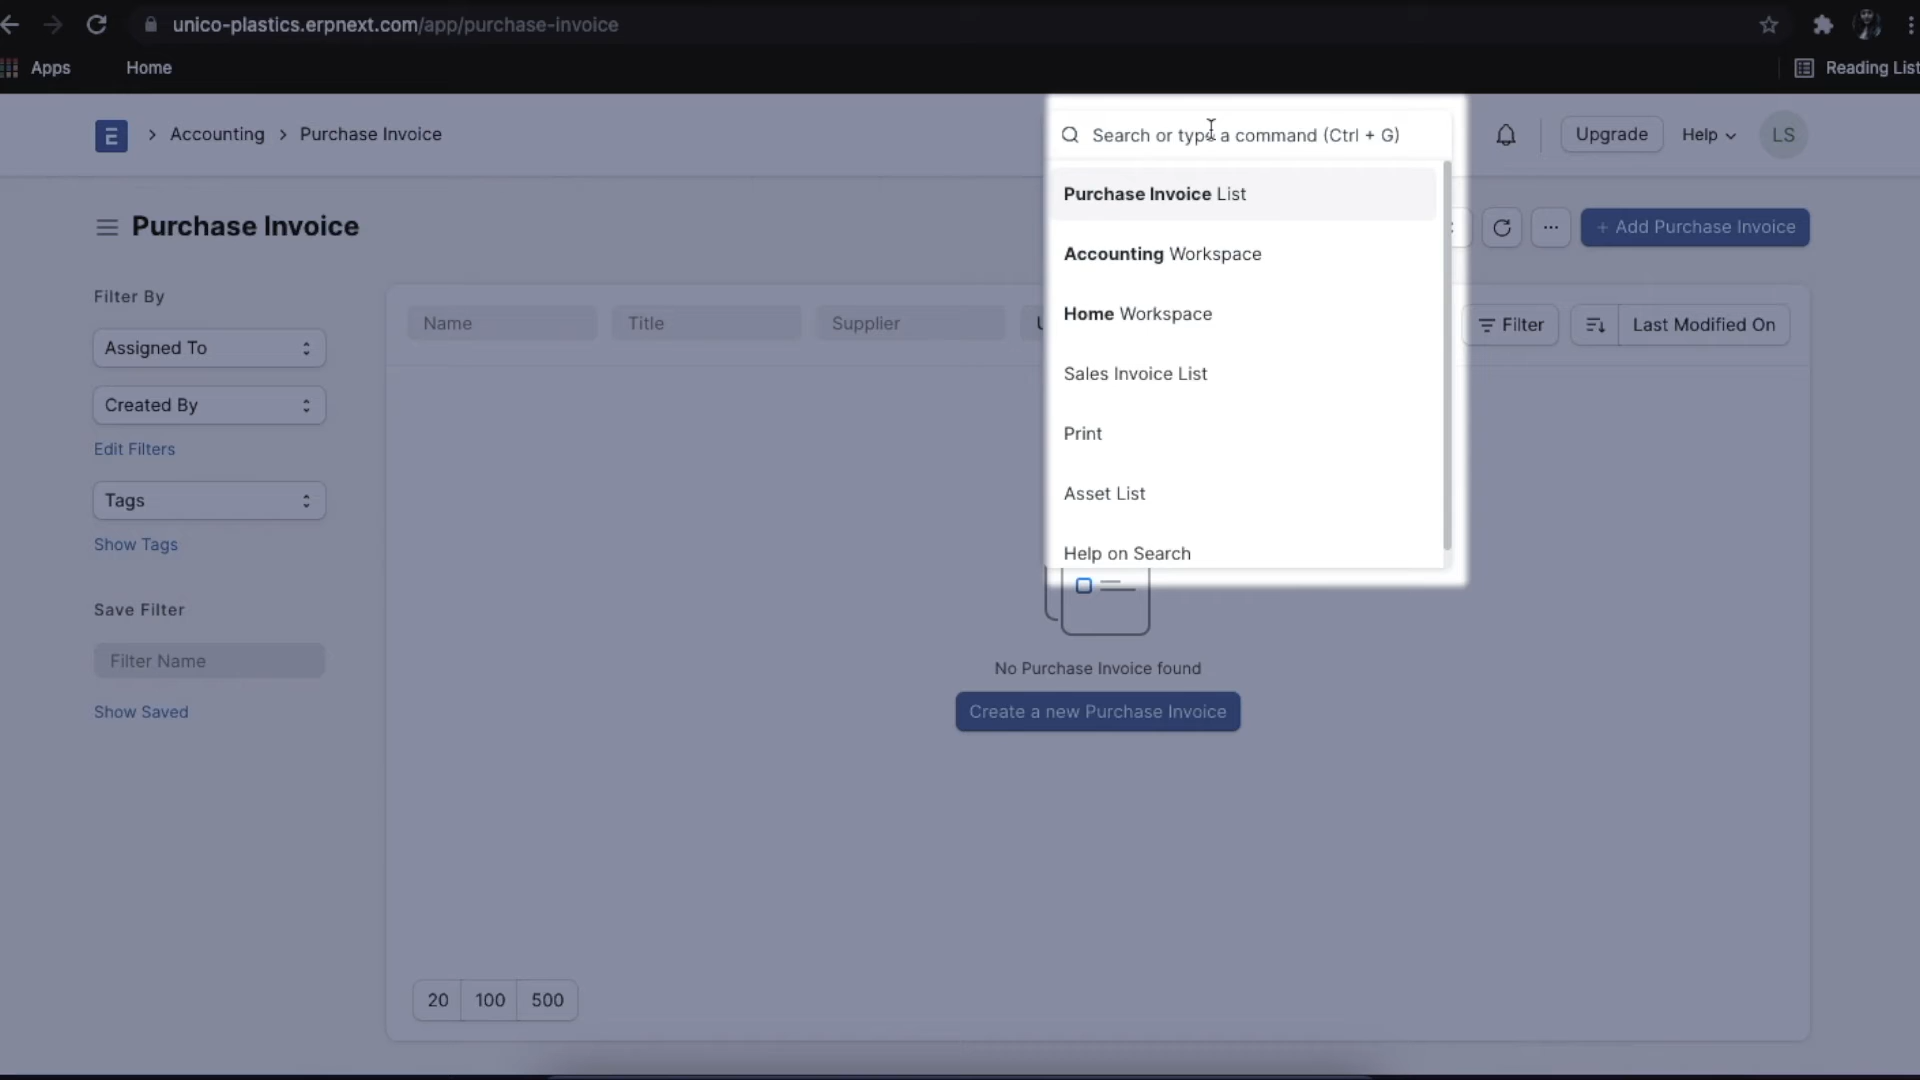 unico-plastics.erpnext.com/app/purchase-invoice
Apps
Home
Reading List
E
Accounting
Purchase Invoice
Search or type a command (Ctrl + G)
Upgrade
Help
LS
Purchase Invoice
+ Add Purchase Invoice
Purchase Invoice List
Accounting Workspace
Home Workspace
Sales Invoice List
Print
Asset List
Help on Search
Filter By
Assigned To
Created By
Edit Filters
Tags
Show Tags
Save Filter
Filter Name
Show Saved
Name
Title
Supplier
Filter
Last Modified On
No Purchase Invoice found
Create a new Purchase Invoice
20
100
500